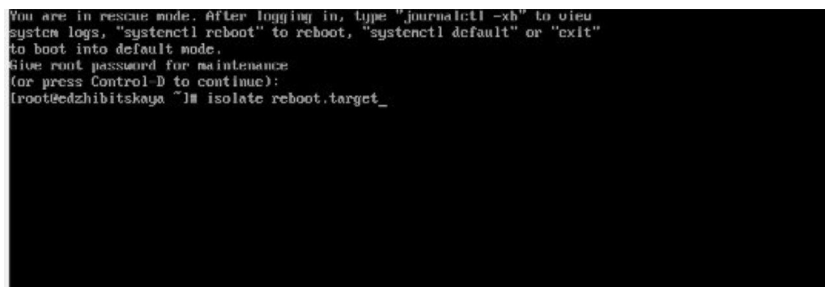 You are in rescue mode. After logging in, type "journalctl -xb" to view
system logs, "systemctl reboot" to reboot, "systemctl default" or "exit"
to boot into default mode.
Give root password for maintenance
(or press Control-D to continue):
[root@edzhibitskaya ~]# isolate reboot.target_